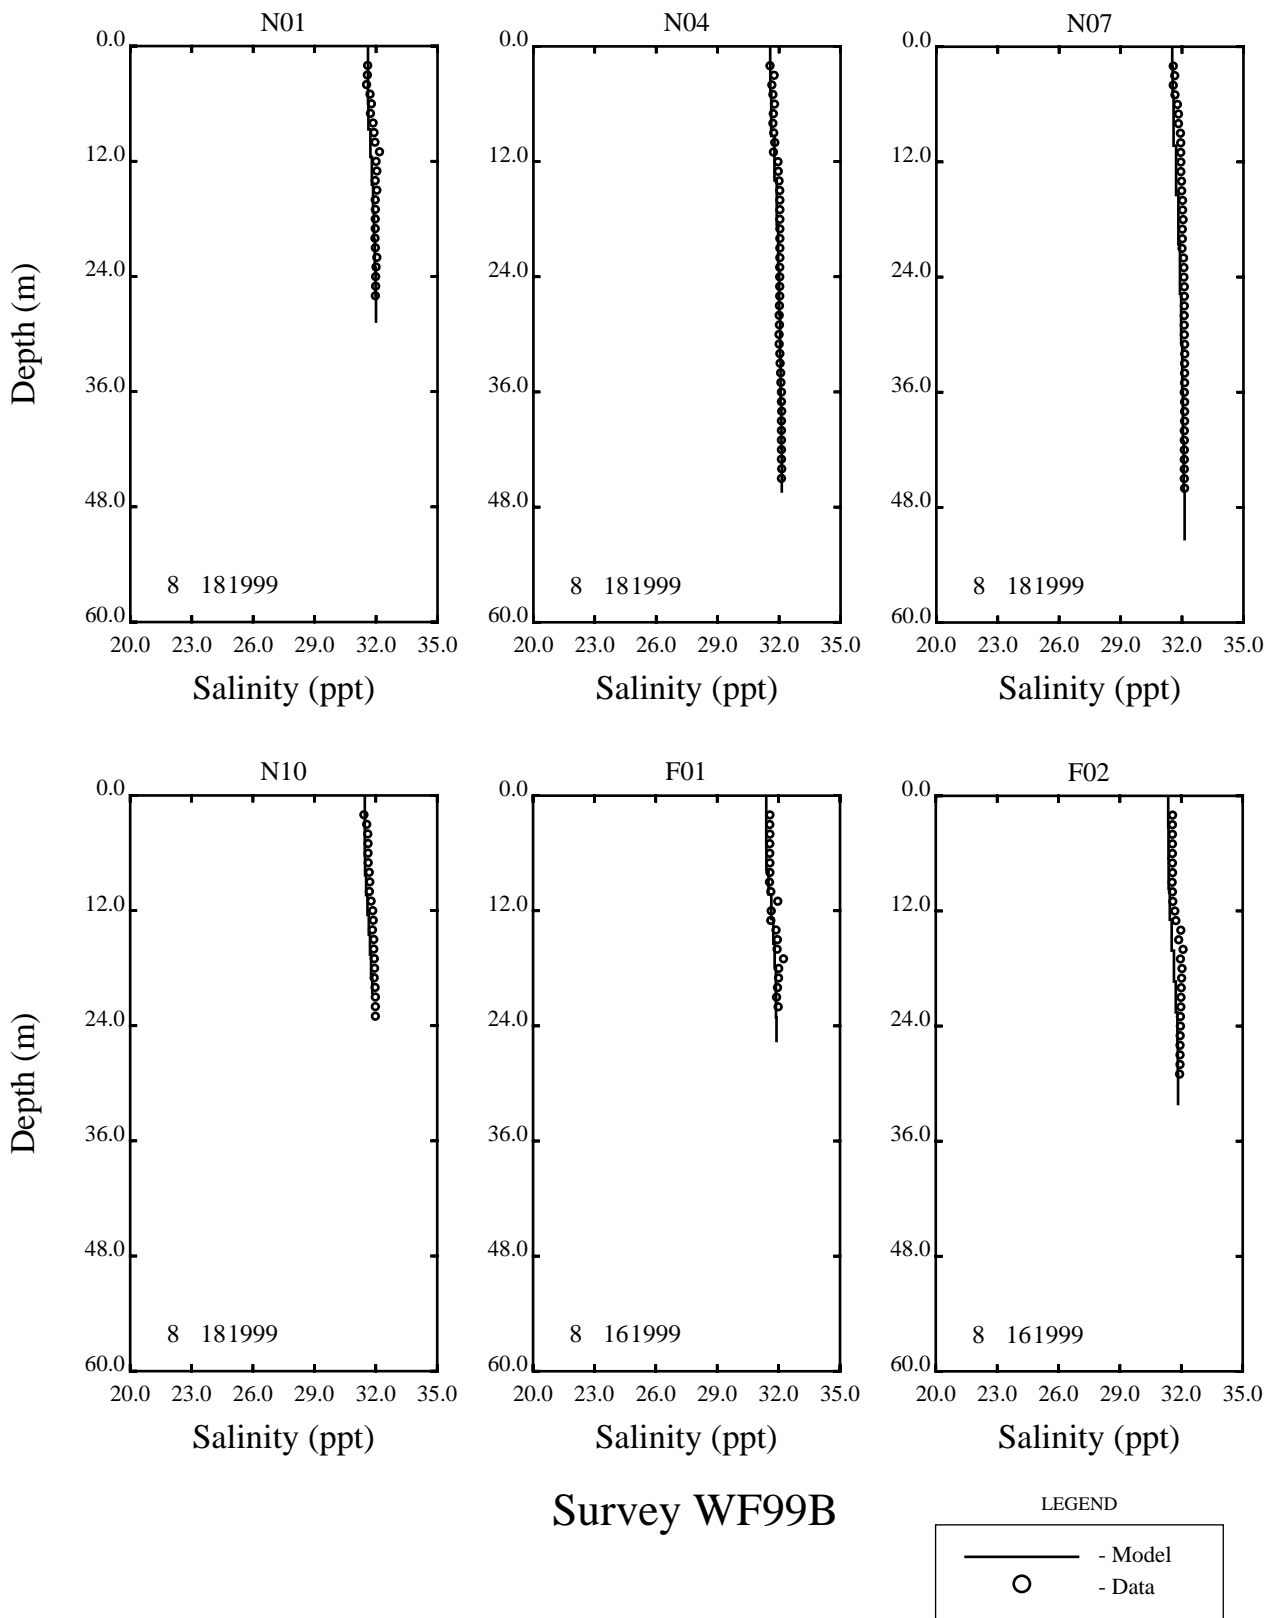 N01 N04 N07
0.0 0.0 0.0
12.0 12.0 12.0
24.0 24.0 24.0
Depth (m)
36.0 36.0 36.0
48.0 48.0 48.0
8 181999 8 181999 8 181999
60.0 60.0 60.0
20.0 23.0 26.0 29.0 32.0 35.0 20.0 23.0 26.0 29.0 32.0 35.0 20.0 23.0 26.0 29.0 32.0 35.0
Salinity (ppt) Salinity (ppt) Salinity (ppt)
N10 F01 F02
0.0 0.0 0.0
12.0 12.0 12.0
24.0 24.0 24.0
Depth (m)
36.0 36.0 36.0
48.0 48.0 48.0
8 181999 8 161999 8 161999
60.0 60.0 60.0
20.0 23.0 26.0 29.0 32.0 35.0 20.0 23.0 26.0 29.0 32.0 35.0 20.0 23.0 26.0 29.0 32.0 35.0
Salinity (ppt) Salinity (ppt) Salinity (ppt)
Survey WF99B
LEGEND
- Model
- Data